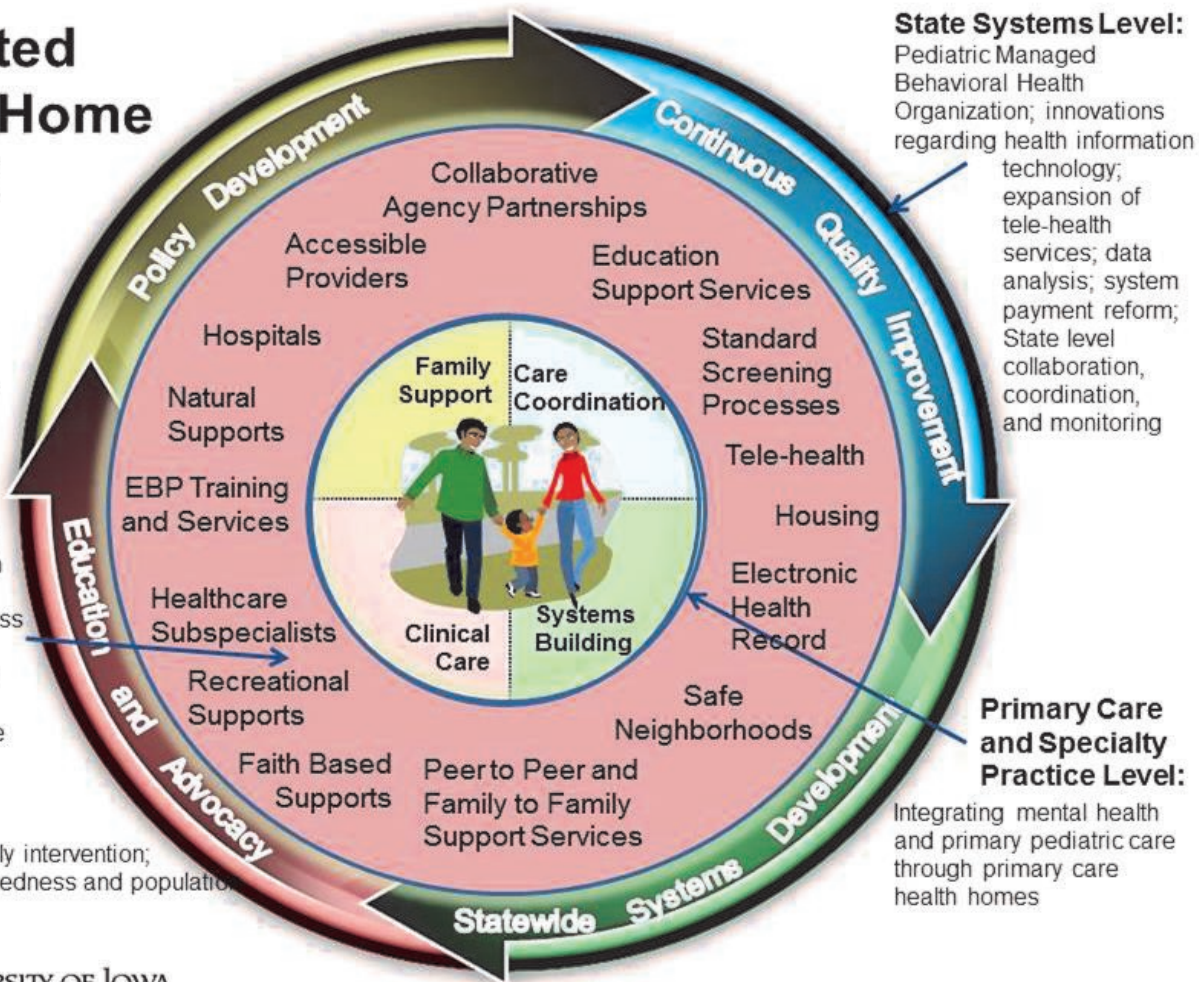 ted
Home
Policy Development
Continuous Quality Improvement
Statewide Systems Development
Education and Advocacy
State Systems Level:
Pediatric Managed
Behavioral Health
Organization; innovations
regarding health information
technology;
expansion of
tele-health
services; data
analysis; system
payment reform;
State level
collaboration,
coordination,
and monitoring
Collaborative
Agency Partnerships
Accessible
Providers
Education
Support Services
Hospitals
Standard
Screening
Processes
Natural
Supports
Tele-health
EBP Training
and Services
Housing
Healthcare
Subspecialists
Electronic
Health
Record
Recreational
Supports
Safe
Neighborhoods
Faith Based
Supports
Peer to Peer and
Family to Family
Support Services
Family
Support
Care
Coordination
Clinical
Care
Systems
Building
Primary Care
and Specialty
Practice Level:
Integrating mental health
and primary pediatric care
through primary care
health homes
ss
e
ly intervention;
edness and population
RSITY OF IOWA